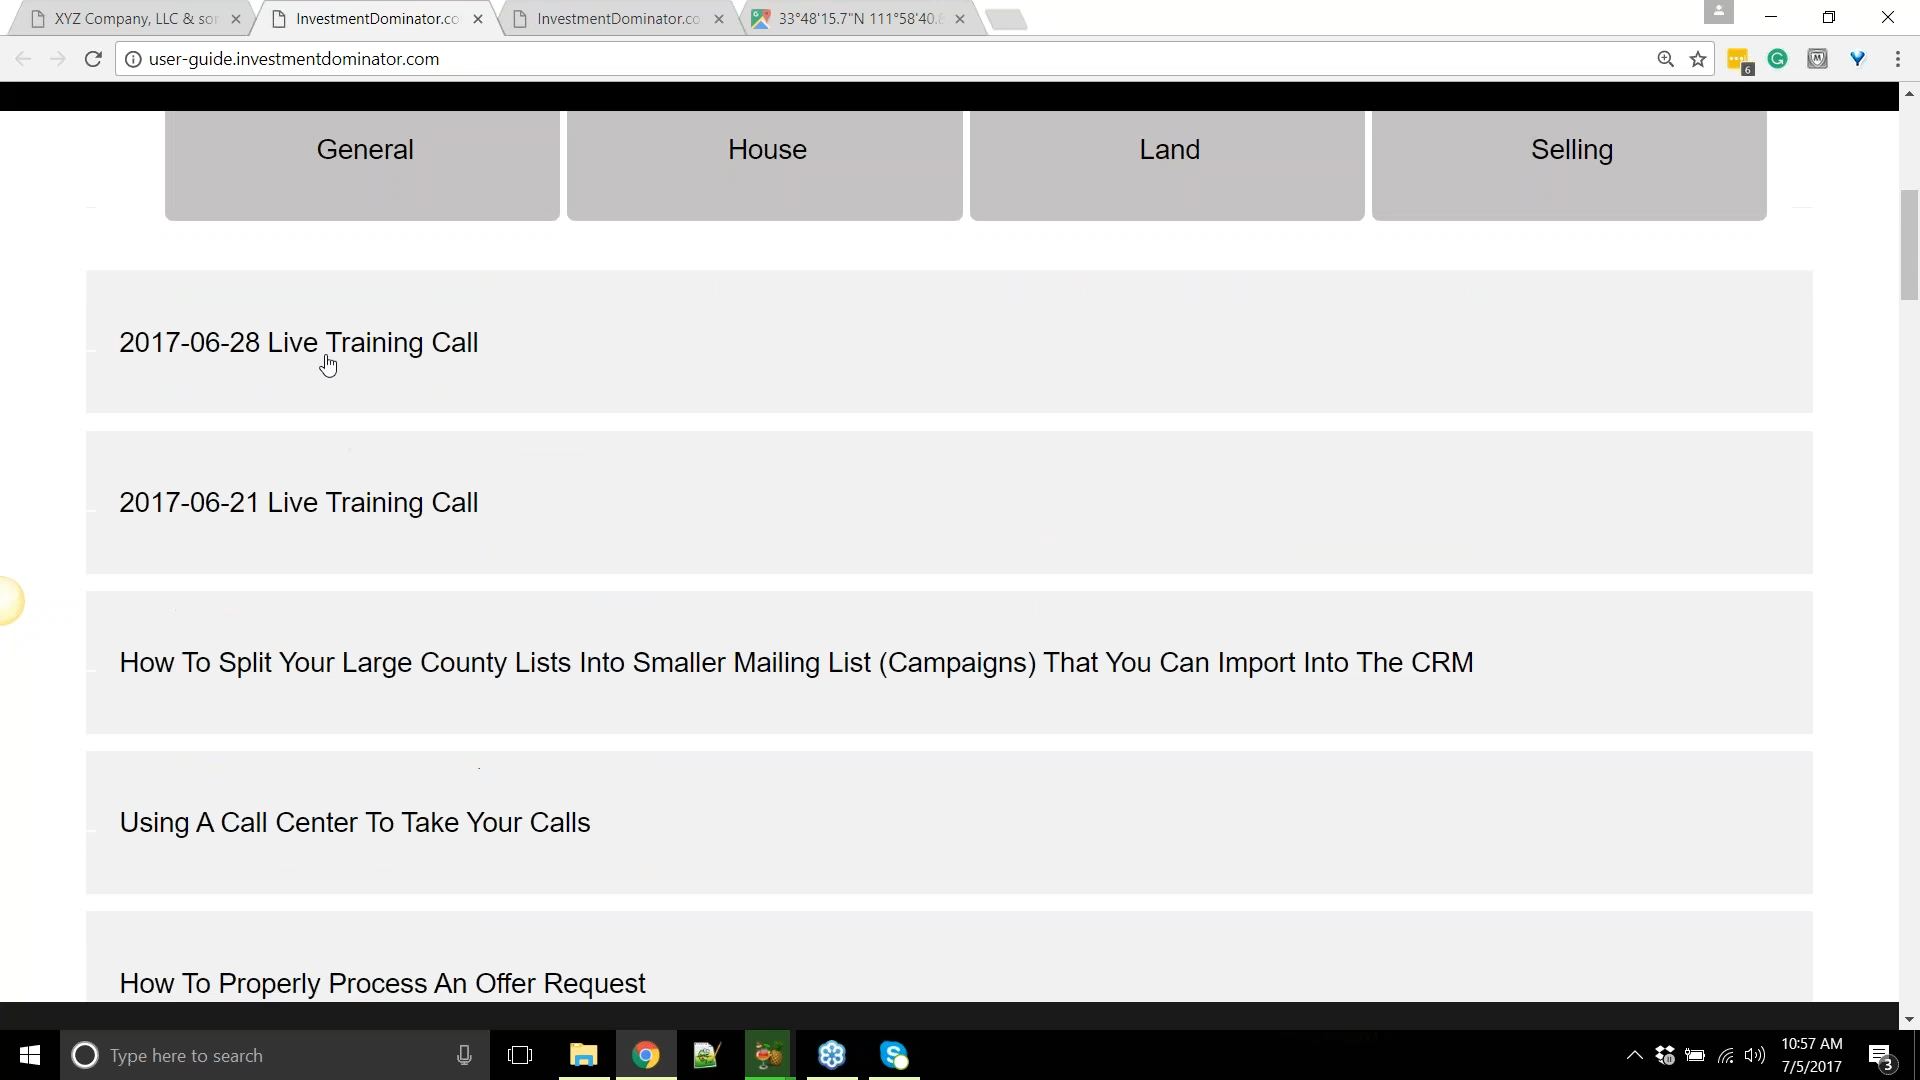 XYZ Company, LLC & sor
InvestmentDominator.co
InvestmentDominator.co
33°48'15.7"N 111°58'40.8
user-guide.investmentdominator.com
6
General
House
Land
Selling
2017-06-28 Live Training Call
2017-06-21 Live Training Call
How To Split Your Large County Lists Into Smaller Mailing List (Campaigns) That You Can Import Into The CRM
Using A Call Center To Take Your Calls
How To Properly Process An Offer Request
Type here to search
10:57 AM
7/5/2017
3